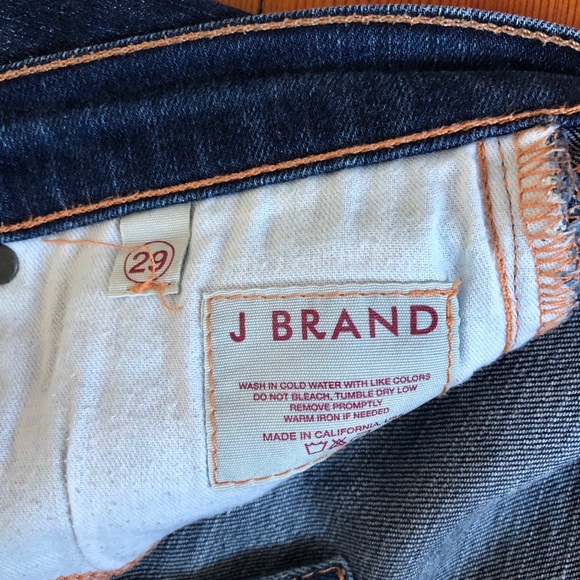 29
J BRAND
WASH IN COLD WATER WITH LIKE COLORS
DO NOT BLEACH, TUMBLE DRY LOW
REMOVE PROMPTLY
WARM IRON IF NEEDED
MADE IN CALIFORNIA,